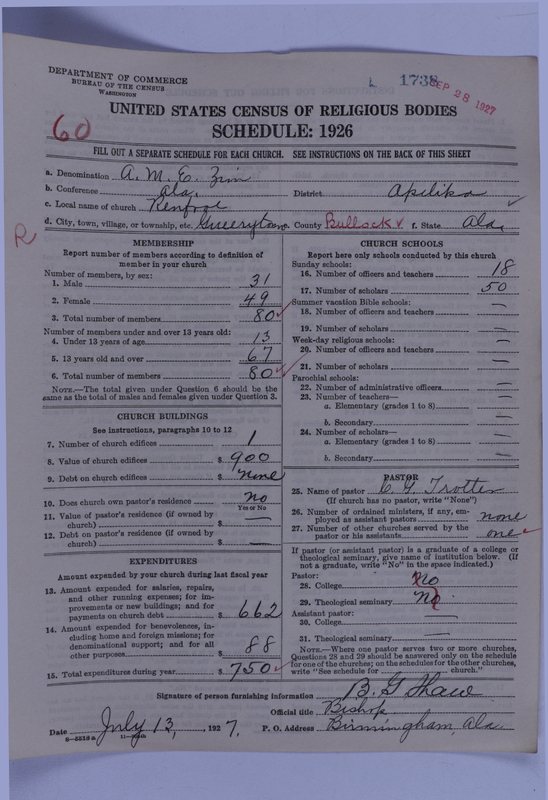 DEPARTMENT OF COMMERCE
BUREAU OF THE CENSUS
WASHINGTON
L 1738 SEP 28 1927
UNITED STATES CENSUS OF RELIGIOUS BODIES
SCHEDULE: 1926
60
FILL OUT A SEPARATE SCHEDULE FOR EACH CHURCH. SEE INSTRUCTIONS ON THE BACK OF THIS SHEET
a. Denomination A. M. E. Zion
b. Conference Ala. District Opilika
c. Local name of church Renfroe
d. City, town, village, or township, etc. e. County Bullock f. State Ala,
R
MEMBERSHIP
Report number of members according to definition of
member in your church
Number of members, by sex:
1. Male 31
2. Female 49
3. Total number of members 80
Number of members under and over 13 years old:
4. Under 13 years of age 13
5. 13 years old and over 67
6. Total number of members 80
NOTE.—The total given under Question 6 should be the
same as the total of males and females given under Question 3.
CHURCH BUILDINGS
See instructions, paragraphs 10 to 12
7. Number of church edifices 1
8. Value of church edifices $ 900
9. Debt on church edifices $ none
10. Does church own pastor's residence No
Yes or No
11. Value of pastor's residence (if owned by
church) $ —
12. Debt on pastor's residence (if owned by
church) $ —
EXPENDITURES
Amount expended by your church during last fiscal year
13. Amount expended for salaries, repairs,
and other running expenses; for im-
provements or new buildings; and for
payments on church debt $ 662
14. Amount expended for benevolences, in-
cluding home and foreign missions; for
denominational support; and for all
other purposes $ 88
15. Total expenditures during year $ 750
CHURCH SCHOOLS
Report here only schools conducted by this church
Sunday schools:
16. Number of officers and teachers 18
17. Number of scholars 50
Summer vacation Bible schools:
18. Number of officers and teachers —
19. Number of scholars —
Week-day religious schools:
20. Number of officers and teachers —
21. Number of scholars —
Parochial schools:
22. Number of administrative officers —
23. Number of teachers—
a. Elementary (grades 1 to 8) —
b. Secondary —
24. Number of scholars—
a. Elementary (grades 1 to 8) —
b. Secondary —
PASTOR
25. Name of pastor Trotter
(If church has no pastor, write "None")
26. Number of ordained ministers, if any, em-
ployed as assistant pastors none
27. Number of other churches served by the
pastor or his assistants one
If pastor (or assistant pastor) is a graduate of a college or
theological seminary, give name of institution below. (If
not a graduate, write "No" in the space indicated.)
Pastor:
28. College No
29. Theological seminary No
Assistant pastor:
30. College —
31. Theological seminary —
NOTE.—Where one pastor serves two or more churches,
Questions 28 and 29 should be answered only on the schedule
for one of the churches; on the schedules for the other churches,
write "See schedule for church."
Signature of person furnishing information B. G Shaw
Official title Bishop
Date July 13, 1927. P. O. Address Birmingham, Ala